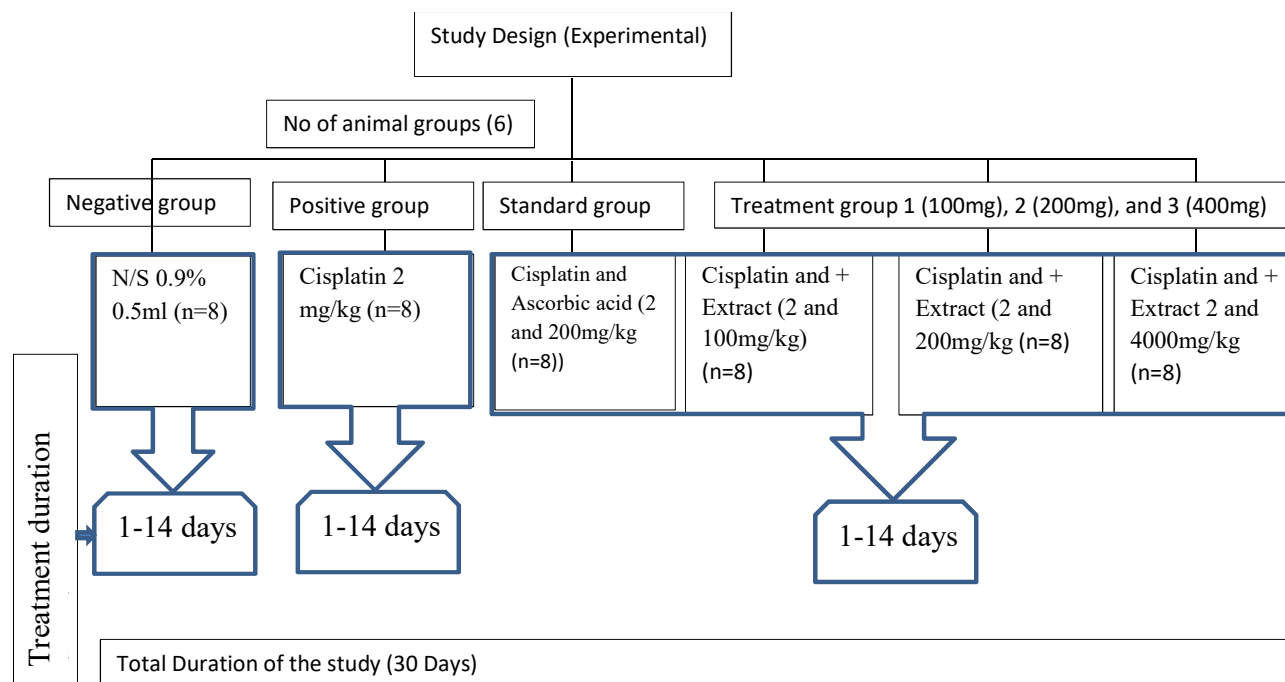 Study Design (Experimental)
No of animal groups (6)
Negative group
Positive group
Standard group
Treatment group 1 (100mg), 2 (200mg), and 3 (400mg)
N/S 0.9%
0.5ml (n=8)
Cisplatin 2
mg/kg (n=8)
Cisplatin and
Ascorbic acid (2
and 200mg/kg
(n=8))
Cisplatin and +
Extract (2 and
100mg/kg)
(n=8)
Cisplatin and +
Extract (2 and
200mg/kg (n=8)
Cisplatin and +
Extract 2 and
4000mg/kg
(n=8)
Treatment duration
1-14 days
1-14 days
1-14 days
Total Duration of the study (30 Days)